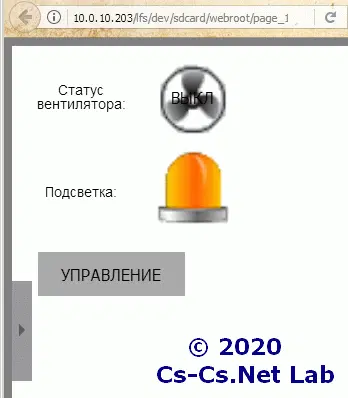 10.0.10.203/lfs/dev/sdcard/webroot/page_1
Статус
вентилятора:
ВЫКЛ
Подсветка:
УПРАВЛЕНИЕ
© 2020
Cs-Cs.Net Lab